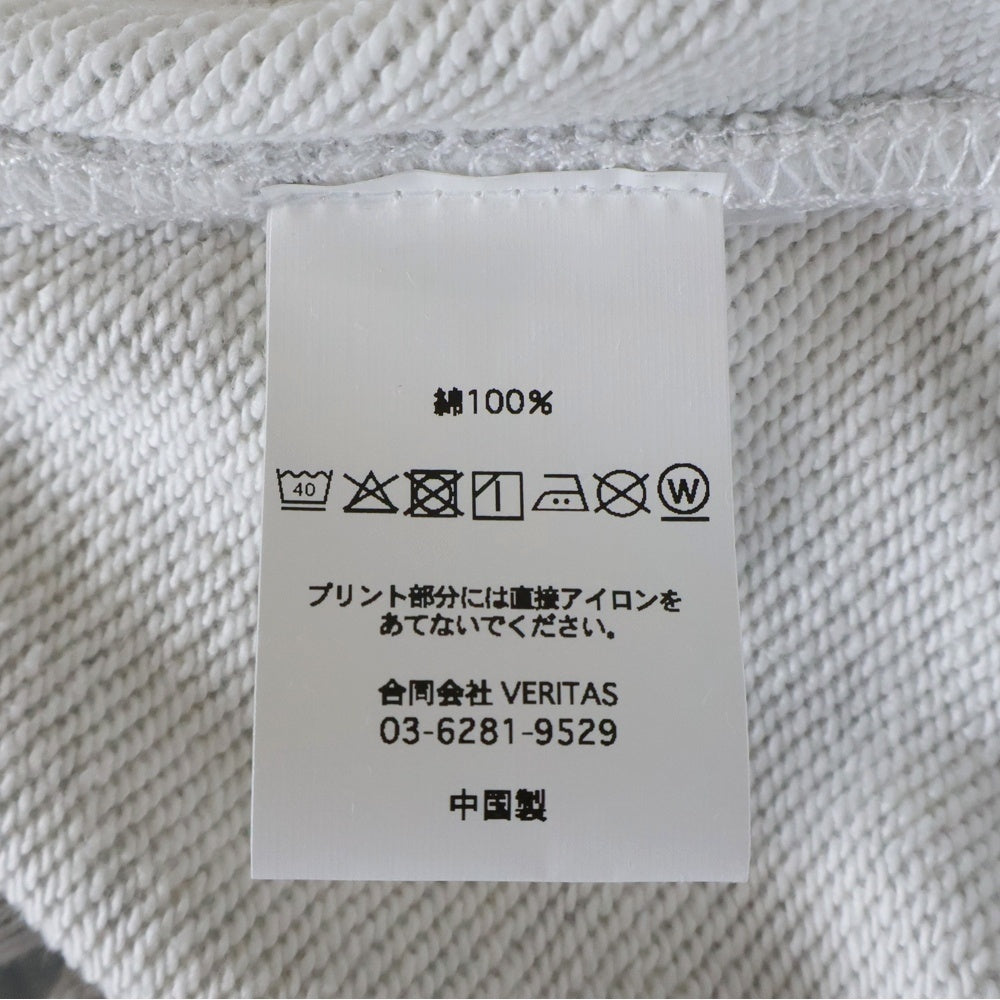 綿100%
40
W
プリント部分には直接アイロンを
あてないでください。
合同会社 VERITAS
03-6281-9529
中国製